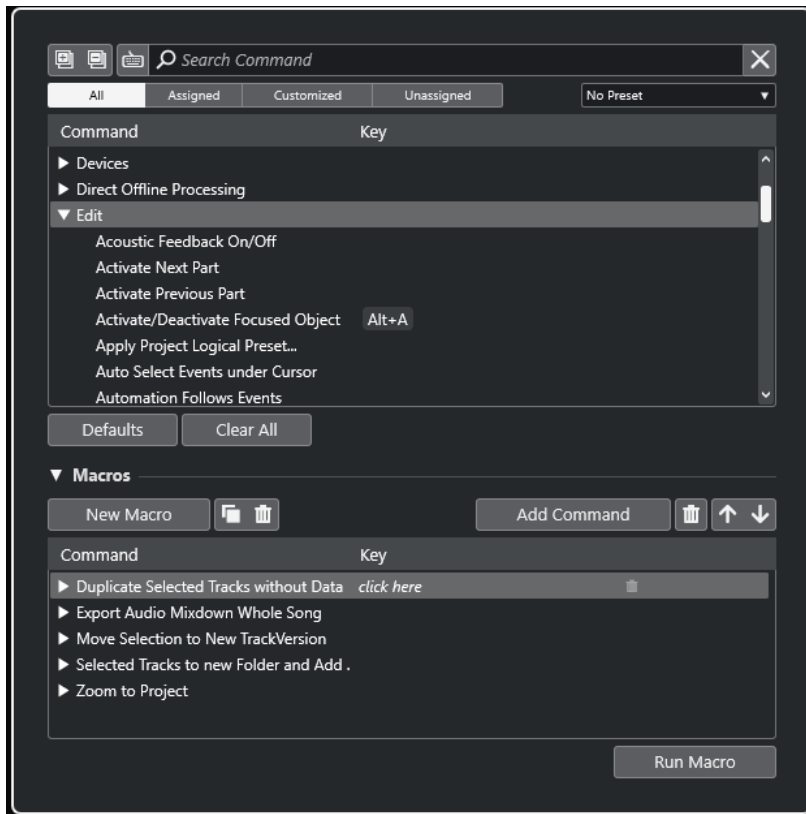 Search Command
All Assigned Customized Unassigned No Preset
Command Key
Devices
Direct Offline Processing
Edit
Acoustic Feedback On/Off
Activate Next Part
Activate Previous Part
Activate/Deactivate Focused Object Alt+A
Apply Project Logical Preset...
Auto Select Events under Cursor
Automation Follows Events
Defaults Clear All
Macros
New Macro Add Command
Command Key
Duplicate Selected Tracks without Data click here
Export Audio Mixdown Whole Song
Move Selection to New TrackVersion
Selected Tracks to new Folder and Add .
Zoom to Project
Run Macro